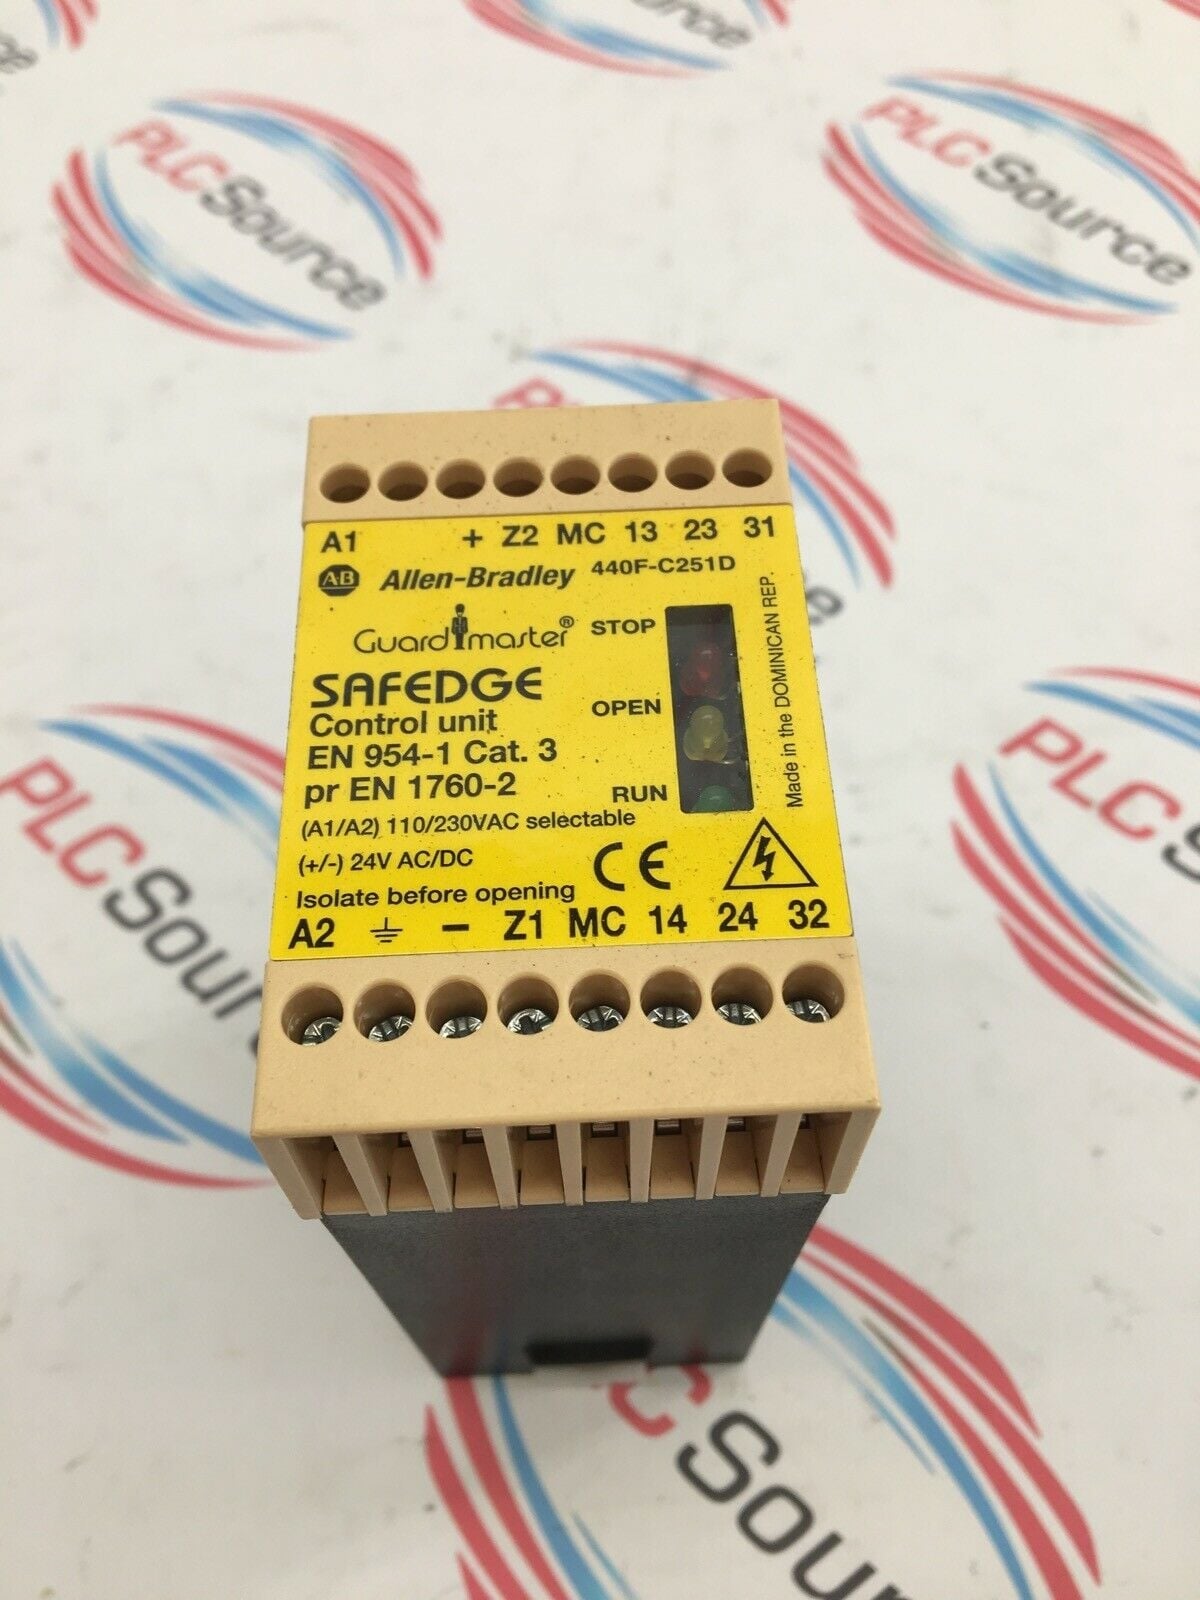 PLC Source
PLC Source
A1 + Z2 MC 13 23 31
AB Allen-Bradley 440F-C251D
Guardmaster®
STOP
SAFEDGE
OPEN
Control unit
EN 954-1 Cat. 3
pr EN 1760-2
RUN
(A1/A2) 110/230VAC selectable
(+/-) 24V AC/DC
CE
Isolate before opening
A2 - Z1 MC 14 24 32
Made in the DOMINICAN REP.
PLC Source
PLC Source
PLC Source